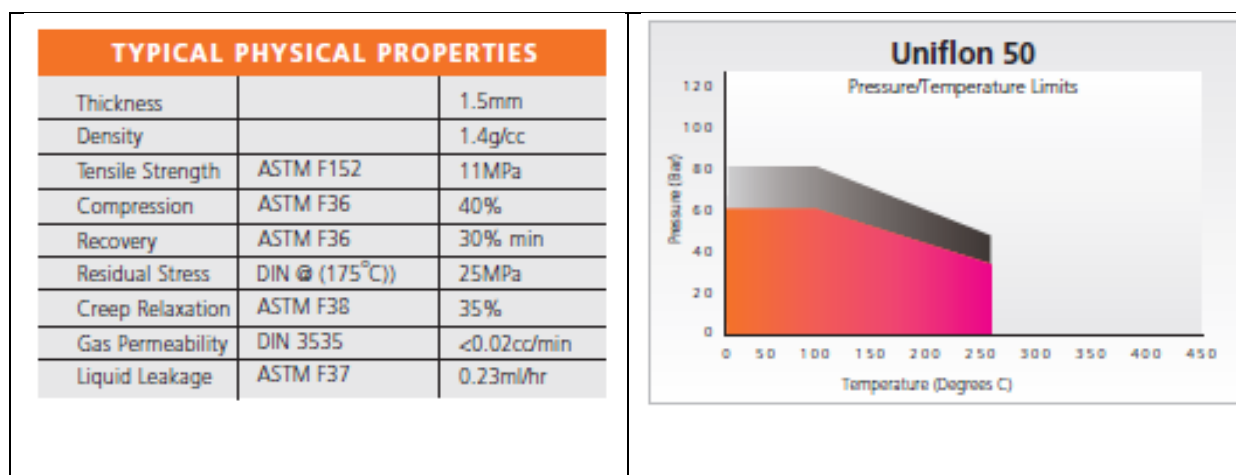 TYPICAL PHYSICAL PROPERTIES
Thickness 1.5mm
Density 1.4g/cc
Tensile Strength ASTM F152 11MPa
Compression ASTM F36 40%
Recovery ASTM F36 30% min
Residual Stress DIN @ (175°C)) 25MPa
Creep Relaxation ASTM F38 35%
Gas Permeability DIN 3535 <0.02cc/min
Liquid Leakage ASTM F37 0.23ml/hr
Uniflon 50
Pressure/Temperature Limits
Pressure (Bar)
120
100
80
60
40
20
0
0 50 100 150 200 250 300 350 400 450
Temperature (Degrees C)